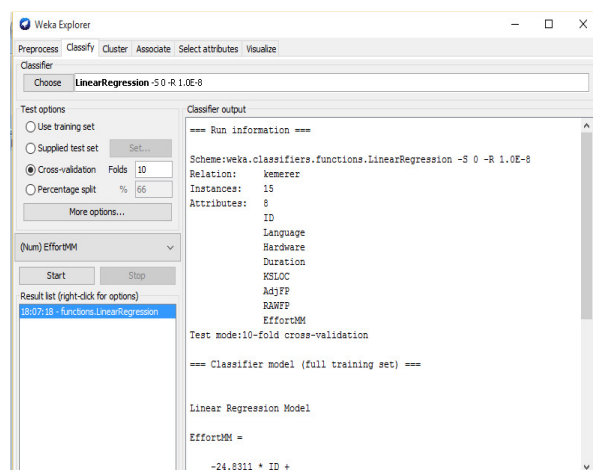 Weka Explorer
Preprocess Classify Cluster Associate Select attributes Visualize
Classifier
Choose LinearRegression -S 0 -R 1.0E-8
Test options
Use training set
Supplied test set Set...
Cross-validation Folds 10
Percentage split % 66
More options...
(Num) EffortMM
Start Stop
Result list (right-click for options)
18:07:18 - functions.LinearRegression
Classifier output
=== Run information ===
Scheme:weka.classifiers.functions.LinearRegression -S 0 -R 1.0E-8
Relation: kemerer
Instances: 15
Attributes: 8
ID
Language
Hardware
Duration
KSLOC
AdjFP
RAWFP
EffortMM
Test mode:10-fold cross-validation
=== Classifier model (full training set) ===
Linear Regression Model
EffortMM =
-24.8311 * ID +